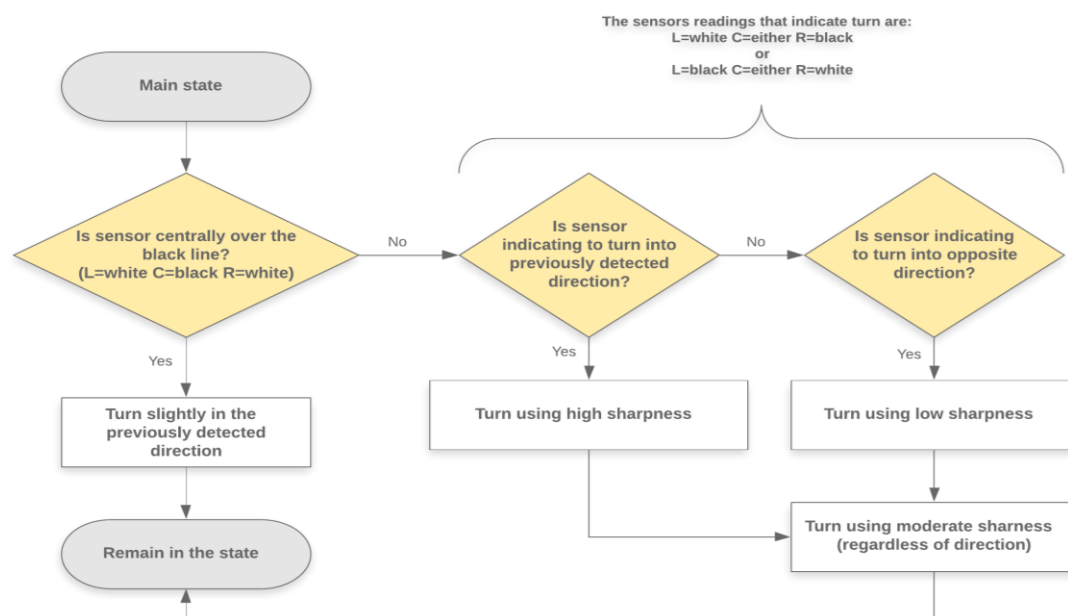 The sensors readings that indicate turn are:
L=white C=either R=black
or
L=black C=either R=white
Main state
Is sensor centrally over the
black line?
(L=white C=black R=white)
No
Is sensor
indicating to turn into
previously detected
direction?
No
Is sensor indicating
to turn into opposite
direction?
Yes
Yes
Yes
Turn slightly in the
previously detected
direction
Turn using high sharpness
Turn using low sharpness
Remain in the state
Turn using moderate sharness
(regardless of direction)